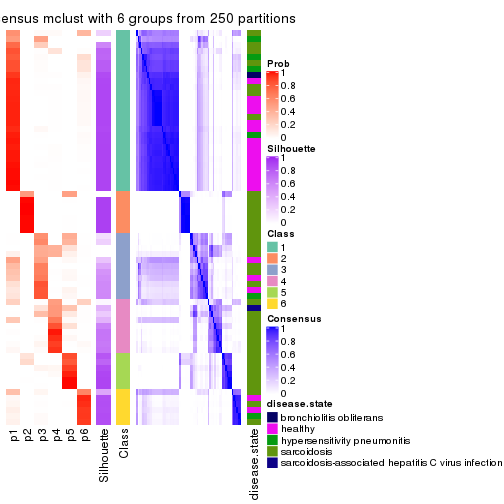 ensus mclust with 6 groups from 250 partitions
Prob
1
0.8
0.6
0.4
0.2
0
Silhouette
1
0.8
0.6
0.4
0.2
0
Class
1
2
3
4
5
6
Consensus
1
0.8
0.6
0.4
0.2
0
disease.state
bronchiolitis obliterans
healthy
hypersensitivity pneumonitis
sarcoidosis
sarcoidosis-associated hepatitis C virus infection
p1
p2
p3
p4
p5
p6
Silhouette
Class
disease.state